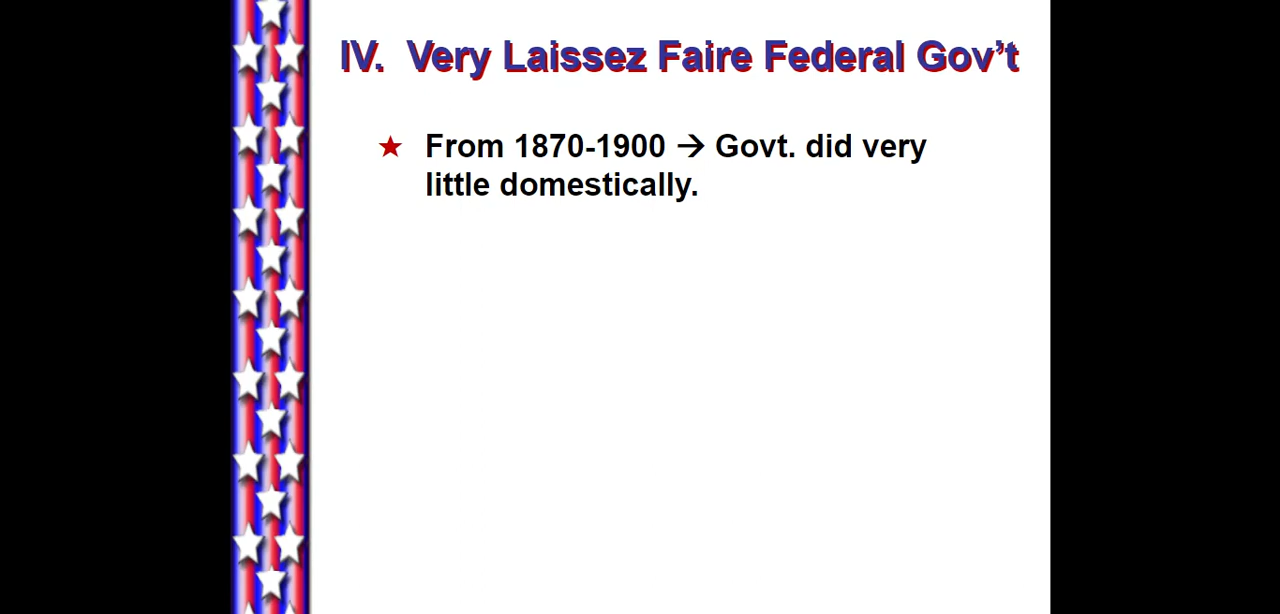 IV. Very Laissez Faire Federal Gov’t
From 1870-1900 → Govt. did very
little domestically.